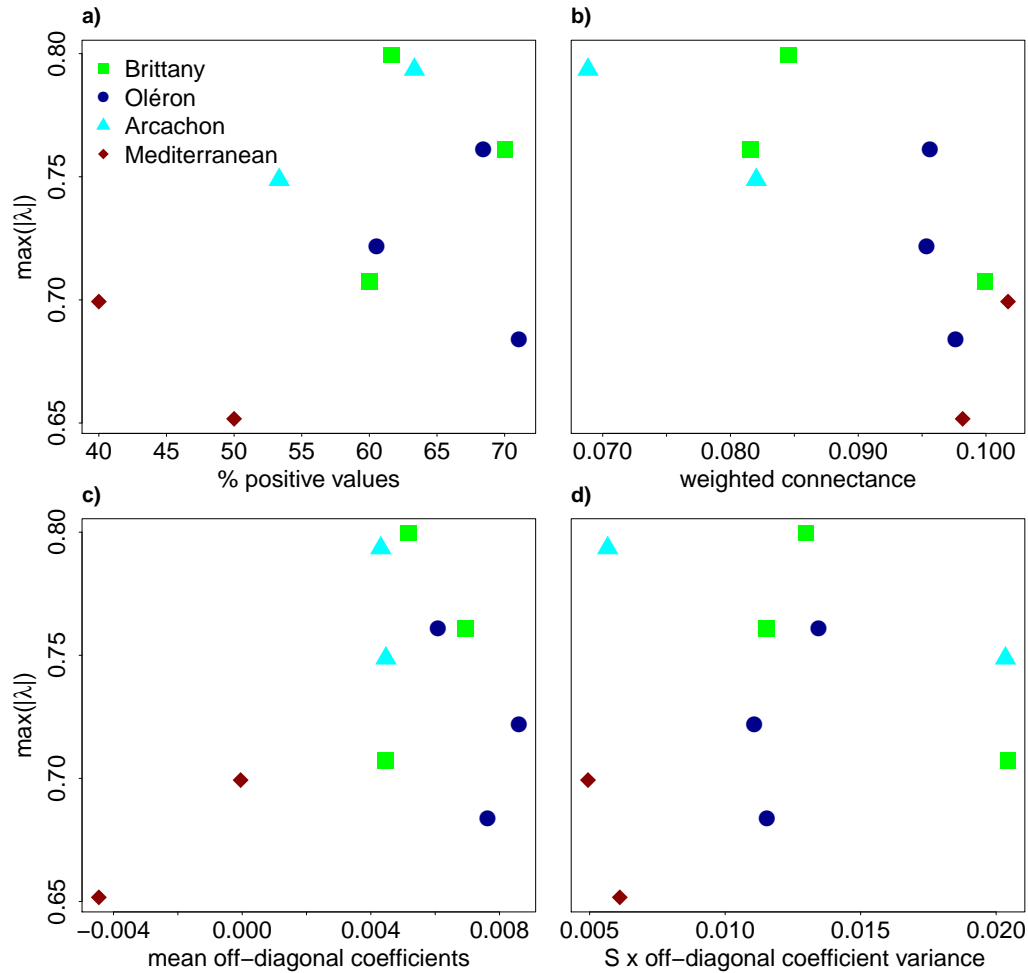 a)
b)
Brittany
Oléron
Arcachon
Mediterranean
max(|λ|)
0.80
0.75
0.70
0.65
40 45 50 55 60 65 70
% positive values
0.070 0.080 0.090 0.100
weighted connectance
c)
d)
max(|λ|)
0.80
0.75
0.70
0.65
−0.004 0.000 0.004 0.008
mean off−diagonal coefficients
0.005 0.010 0.015 0.020
S x off−diagonal coefficient variance